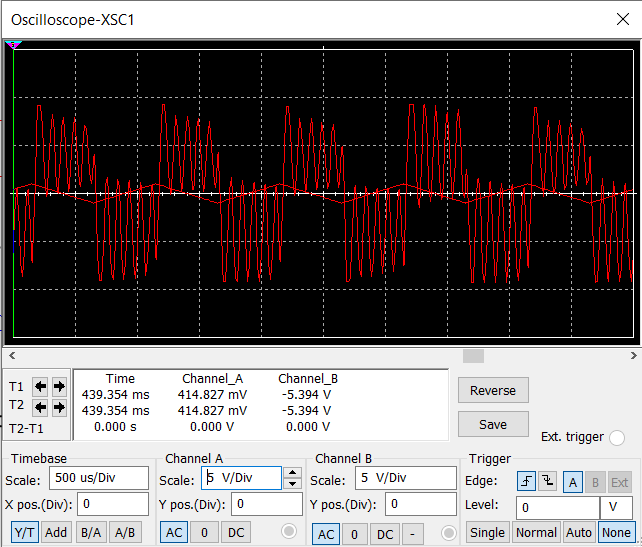 Oscilloscope-XSC1
T1
T2
T2-T1
Time Channel_A Channel_B
439.354 ms 414.827 mV -5.394 V
439.354 ms 414.827 mV -5.394 V
0.000 s 0.000 V 0.000 V
Reverse
Save
Ext. trigger
Timebase
Scale: 500 us/Div
X pos.(Div): 0
Y/T Add B/A A/B
Channel A
Scale: 5 V/Div
Y pos.(Div): 0
AC 0 DC
Channel B
Scale: 5 V/Div
Y pos.(Div): 0
AC 0 DC -
Trigger
Edge: A B Ext
Level: 0 V
Single Normal Auto None